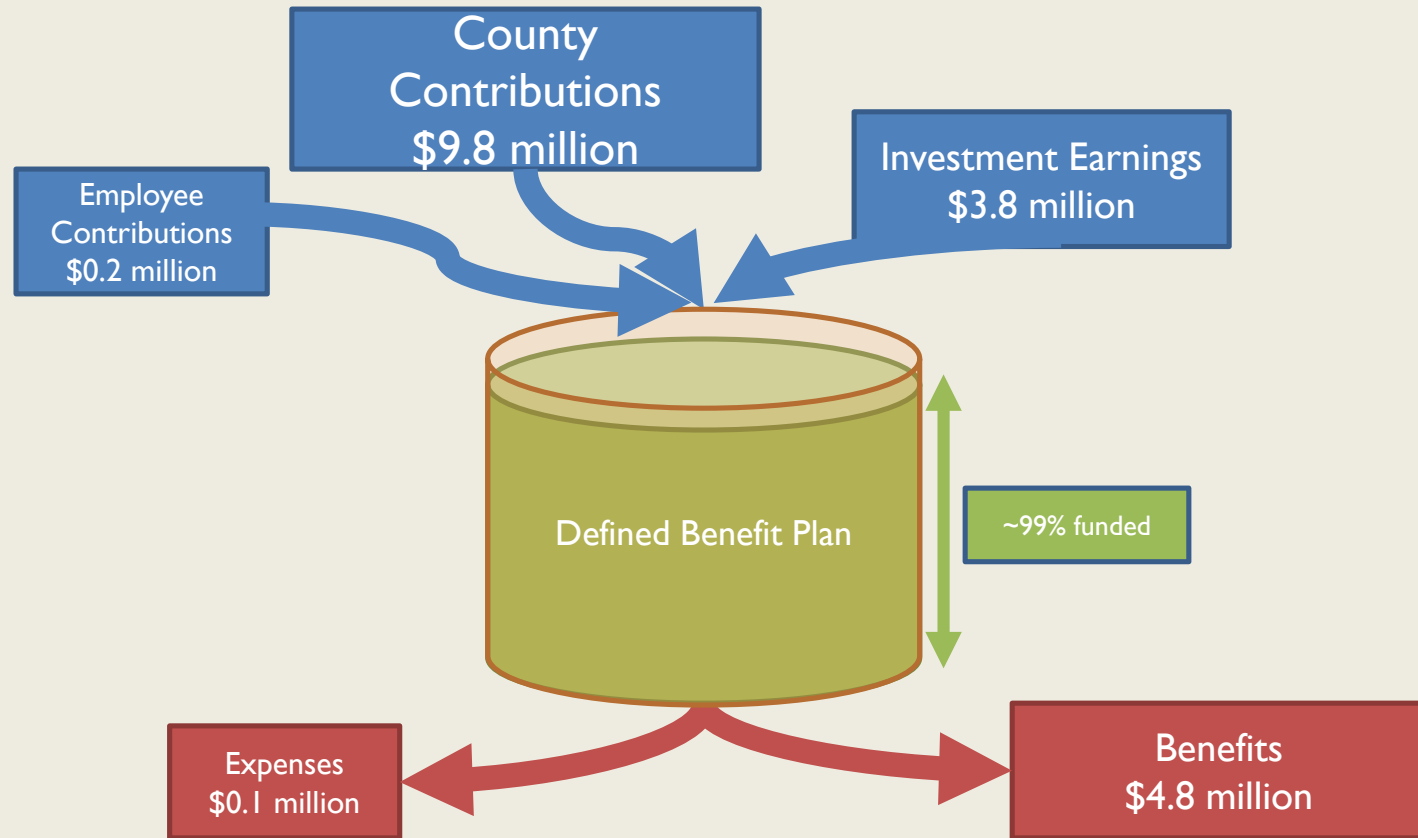 County
Contributions
$9.8 million
Investment Earnings
$3.8 million
Employee
Contributions
$0.2 million
Defined Benefit Plan
~99% funded
Expenses
$0.1 million
Benefits
$4.8 million